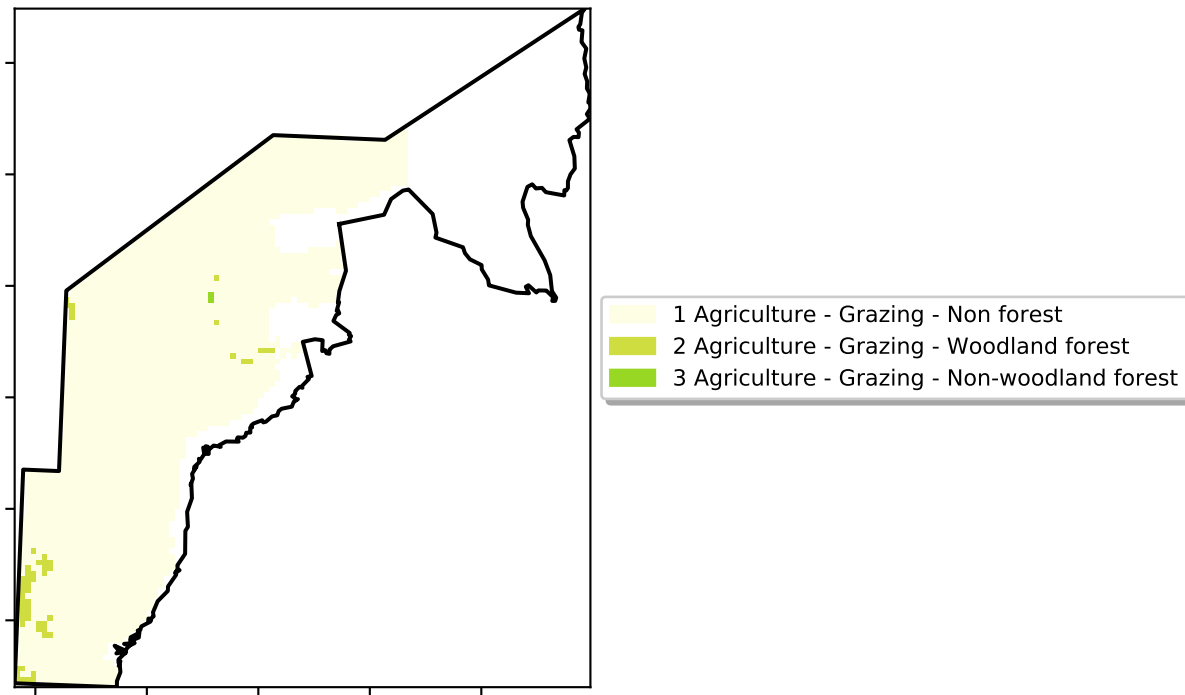 1 Agriculture - Grazing - Non forest
2 Agriculture - Grazing - Woodland forest
3 Agriculture - Grazing - Non-woodland forest